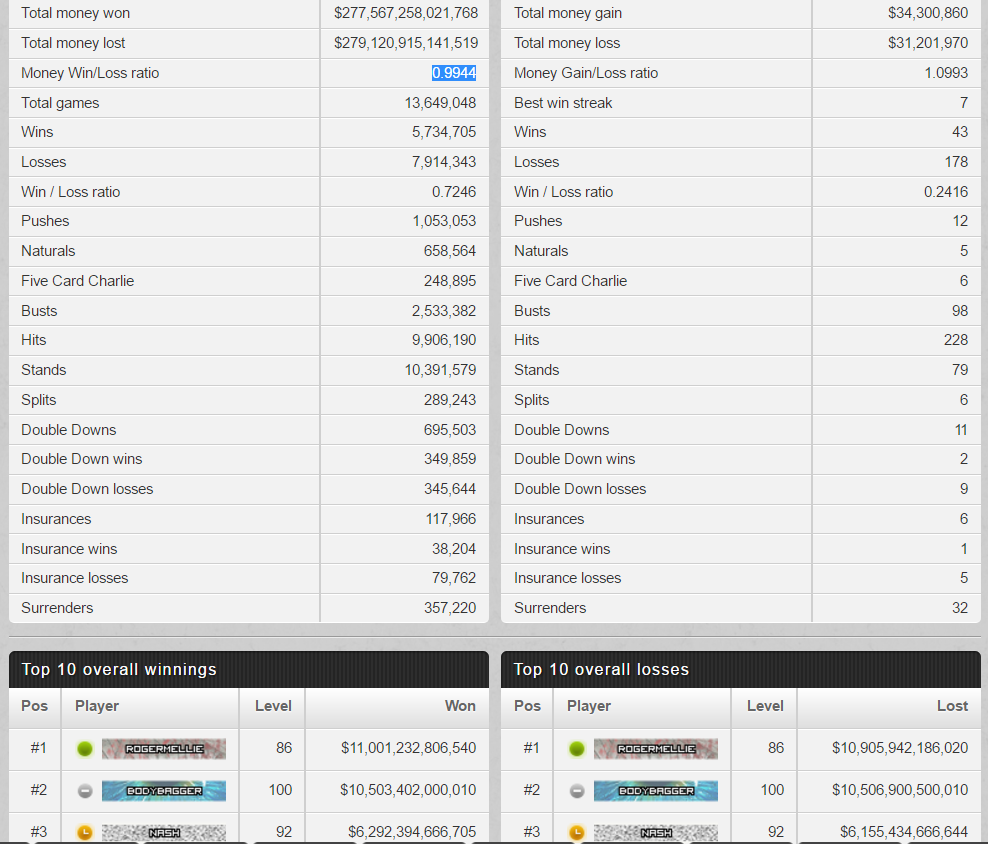 Total money won $277,567,258,021,768
Total money lost $279,120,915,141,519
Money Win/Loss ratio 0.9944
Total games 13,649,048
Wins 5,734,705
Losses 7,914,343
Win / Loss ratio 0.7246
Pushes 1,053,053
Naturals 658,564
Five Card Charlie 248,895
Busts 2,533,382
Hits 9,906,190
Stands 10,391,579
Splits 289,243
Double Downs 695,503
Double Down wins 349,859
Double Down losses 345,644
Insurances 117,966
Insurance wins 38,204
Insurance losses 79,762
Surrenders 357,220
Total money gain $34,300,860
Total money loss $31,201,970
Money Gain/Loss ratio 1.0993
Best win streak 7
Wins 43
Losses 178
Win / Loss ratio 0.2416
Pushes 12
Naturals 5
Five Card Charlie 6
Busts 98
Hits 228
Stands 79
Splits 6
Double Downs 11
Double Down wins 2
Double Down losses 9
Insurances 6
Insurance wins 1
Insurance losses 5
Surrenders 32
Top 10 overall winnings
Pos Player Level Won
#1 ROGERMELLIE 86 $11,001,232,806,540
#2 BODYBAGGER 100 $10,503,402,000,010
#3 NASH 92 $6,292,394,666,705
Top 10 overall losses
Pos Player Level Lost
#1 ROGERMELLIE 86 $10,905,942,186,020
#2 BODYBAGGER 100 $10,506,900,500,010
#3 NASH 92 $6,155,434,666,644